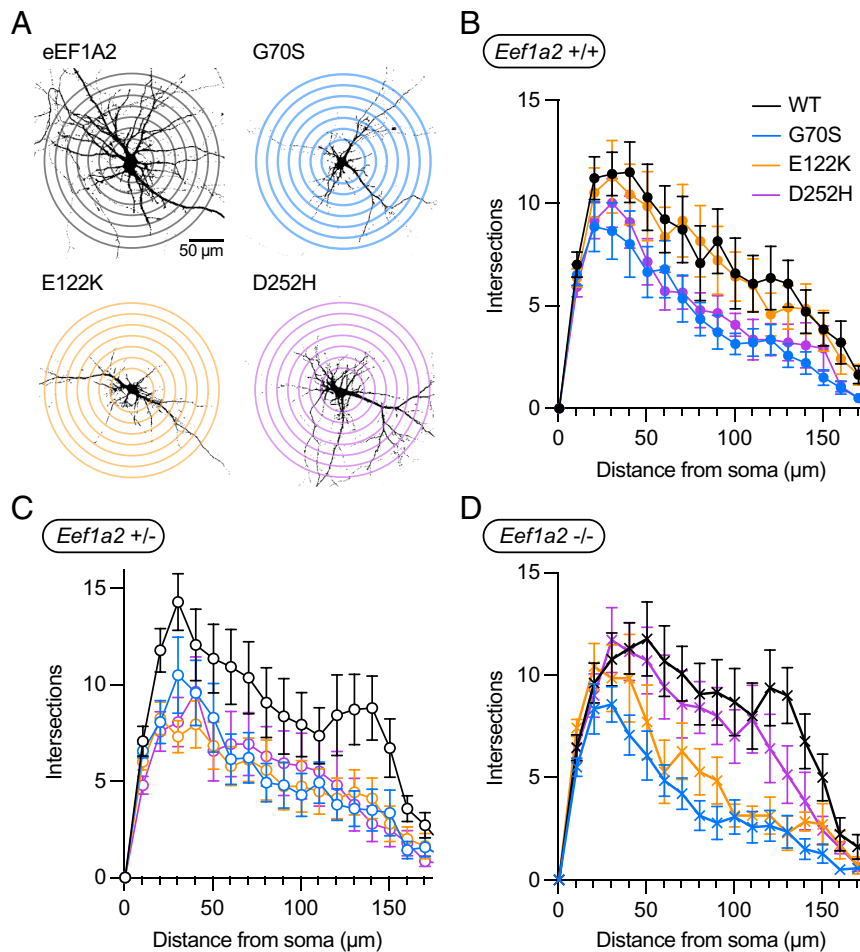 A
eEF1A2
G70S
50 µm
E122K
D252H
B
Eef1a2 +/+
15
10
5
0
Intersections
WT
G70S
E122K
D252H
0
50
100
150
Distance from soma (µm)
C
Eef1a2 +/-
15
10
5
0
Intersections
0
50
100
150
Distance from soma (µm)
D
Eef1a2 -/-
15
10
5
0
Intersections
0
50
100
150
Distance from soma (µm)